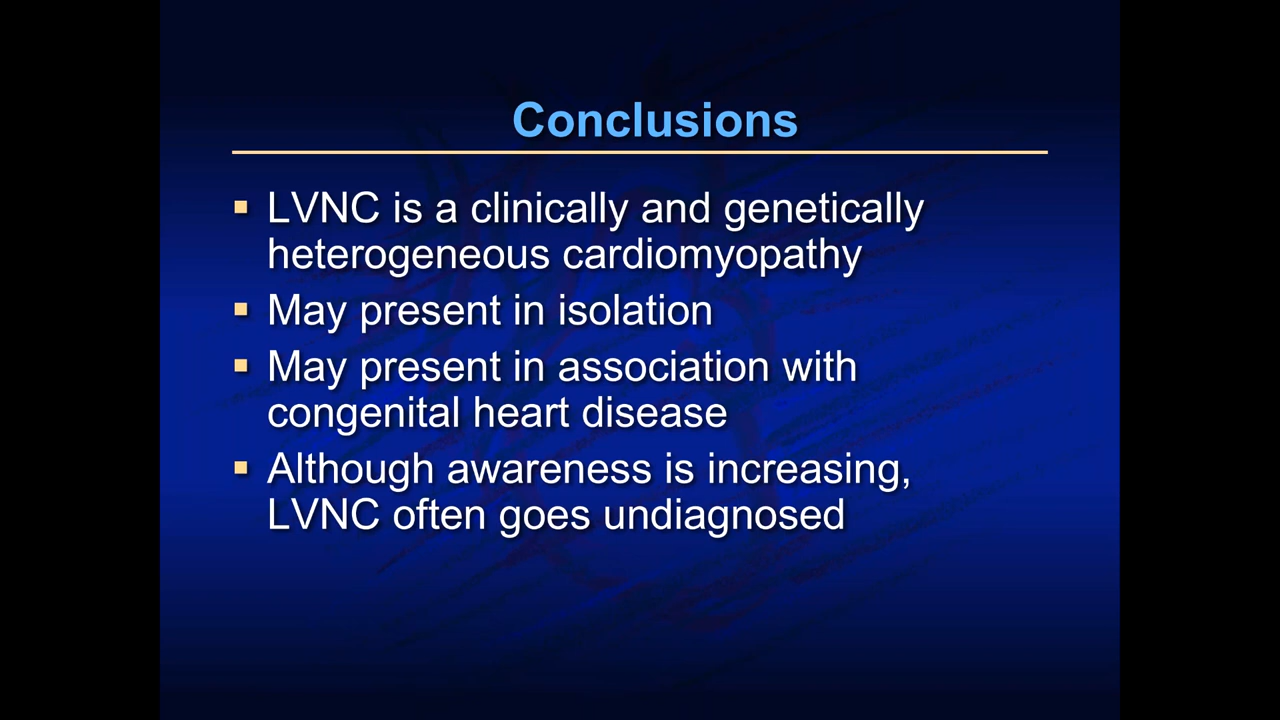 Conclusions
▪ LVNC is a clinically and genetically
heterogeneous cardiomyopathy
▪ May present in isolation
▪ May present in association with
congenital heart disease
▪ Although awareness is increasing,
LVNC often goes undiagnosed